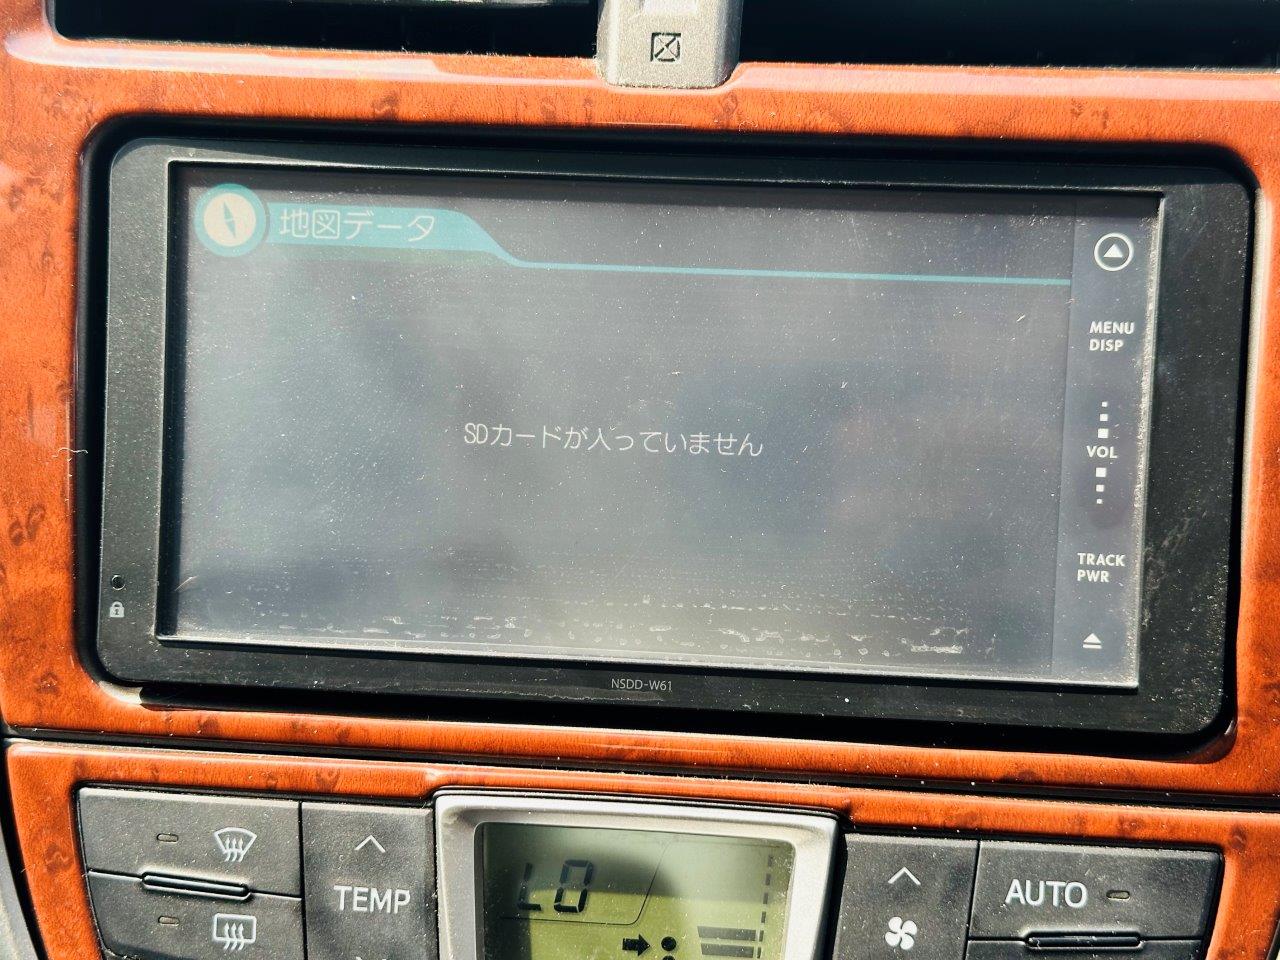 地図データ
MENU
DISP
SDカードが入っていません
VOL
TRACK
PWR
NSDD-W61
TEMP
LO
AUTO